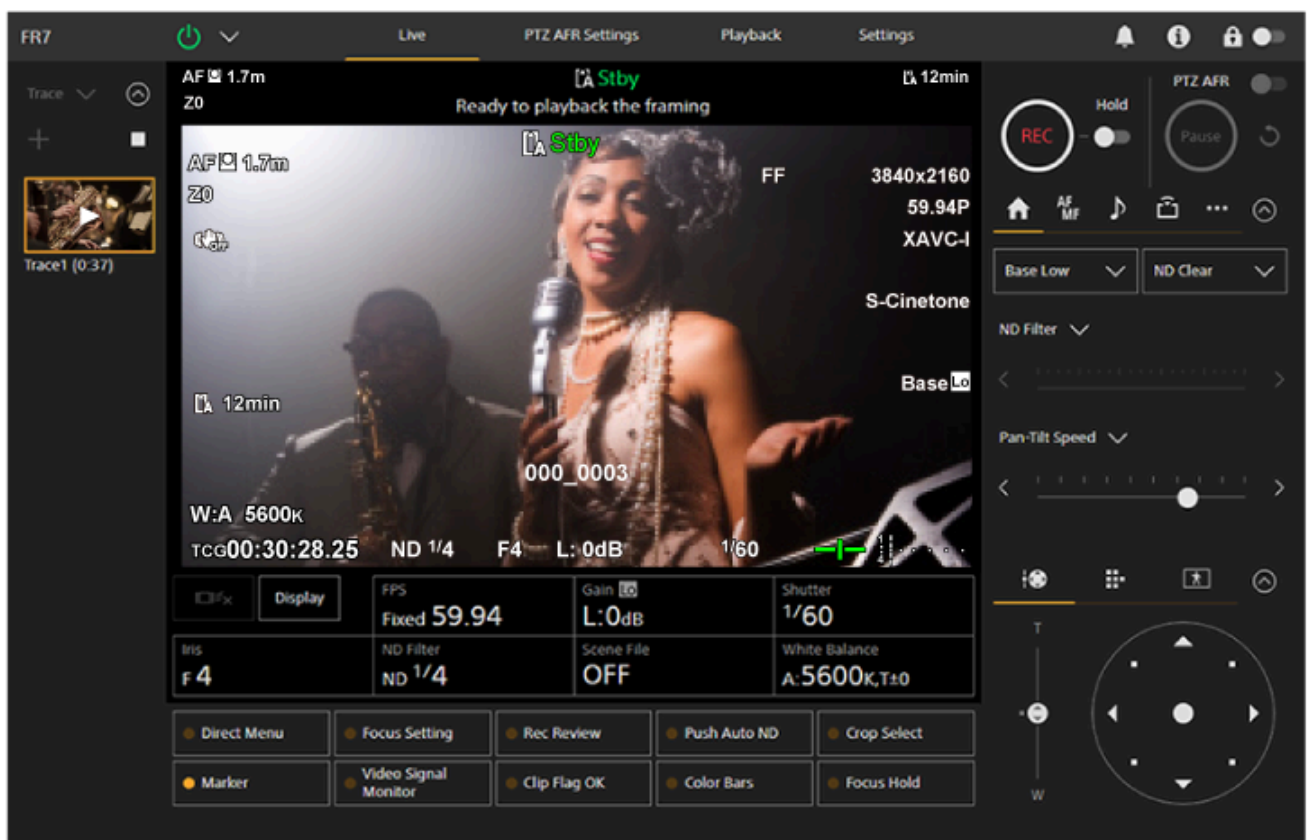 FR7
Live
PTZ AFR Settings
Playback
Settings
Trace
Trace1 (0:37)
AF 1.7m
Z0
Stby
Ready to playback the framing
12min
Stby
AF 1.7m
Z0
OFF
FF
3840x2160
59.94P
XAVC-I
S-Cinetone
Base Lo
12min
000_0003
W:A 5600K
TCG00:30:28.25
ND 1/4
F4
L: 0dB
1/60
Display
FPS
Fixed 59.94
Gain Lo
L:0dB
Shutter
1/60
Iris
F 4
ND Filter
ND 1/4
Scene File
OFF
White Balance
A:5600K,T±0
Direct Menu
Focus Setting
Rec Review
Push Auto ND
Crop Select
Marker
Video Signal
Monitor
Clip Flag OK
Color Bars
Focus Hold
REC
Hold
PTZ AFR
Pause
AF
MF
Base Low
ND Clear
ND Filter
Pan-Tilt Speed
T
W